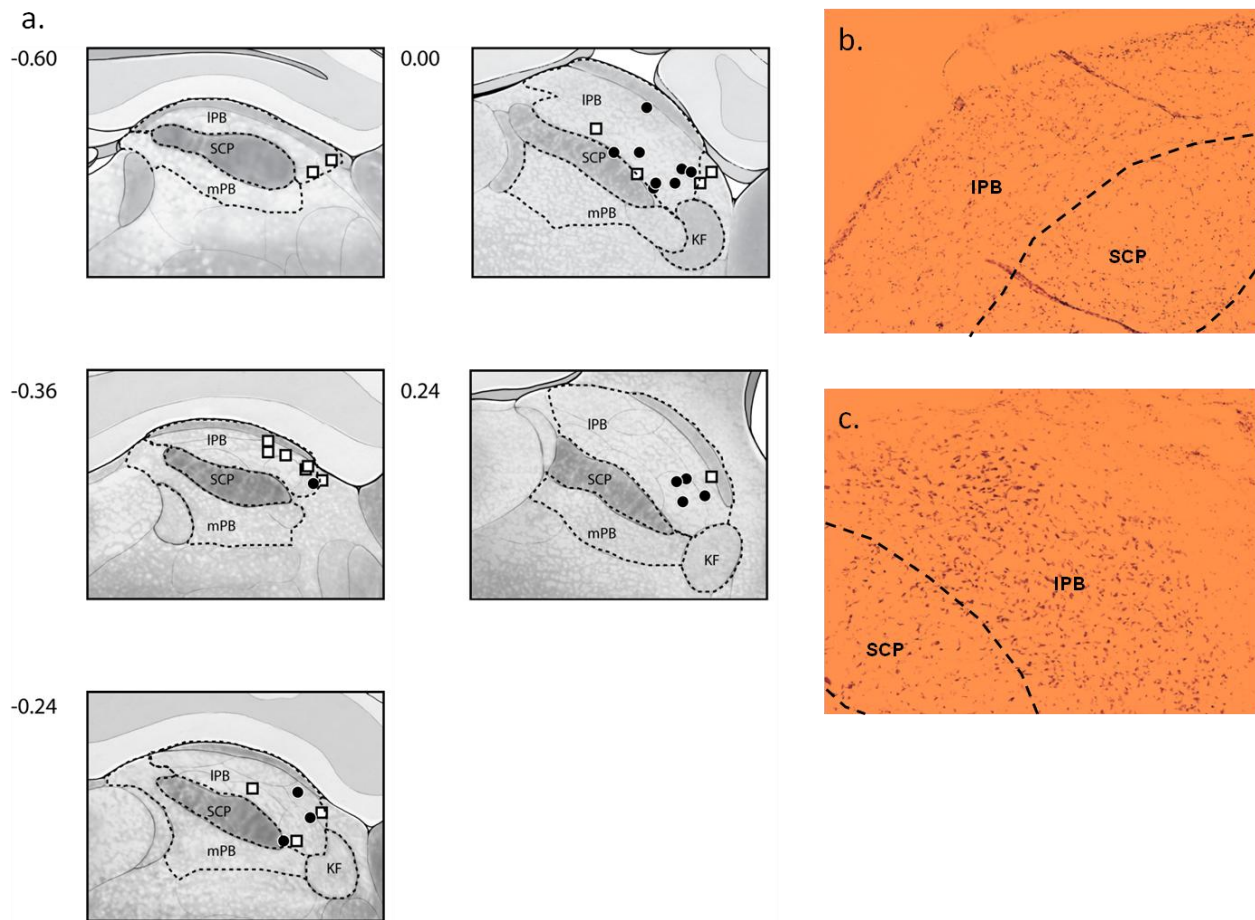 a.
-0.60
lPB
SCP
mPB
0.00
lPB
SCP
mPB
KF
-0.36
lPB
SCP
mPB
0.24
lPB
SCP
mPB
KF
-0.24
lPB
SCP
mPB
KF
b.
lPB
SCP
c.
lPB
SCP